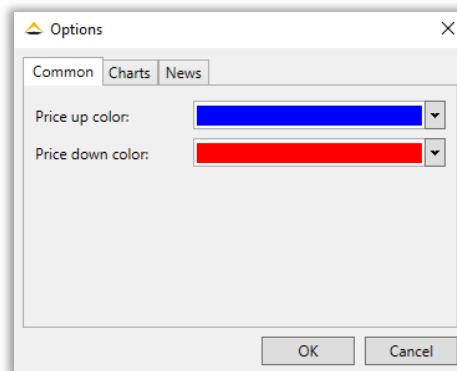 Options
Common Charts News
Price up color:
Price down color:
OK Cancel